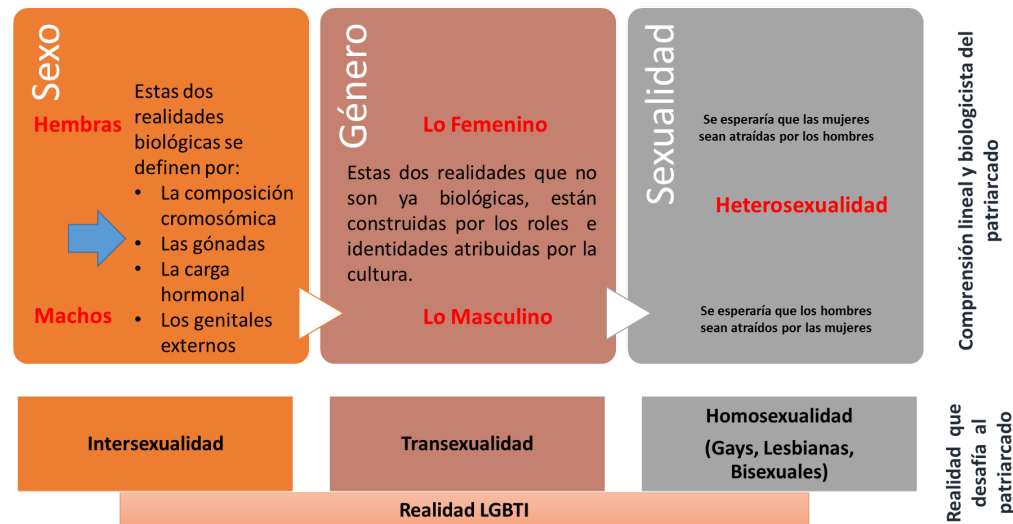 Sexo
Hembras
Estas dos
realidades
biológicas se
definen por:
• La composición
cromosómica
• Las gónadas
• La carga
hormonal
• Los genitales
externos
Machos
Género
Lo Femenino
Estas dos realidades que no
son ya biológicas, están
construidas por los roles e
identidades atribuidas por la
cultura.
Lo Masculino
Sexualidad
Se esperaría que las mujeres
sean atraídas por los hombres
Heterosexualidad
Se esperaría que los hombres
sean atraídos por las mujeres
Comprensión lineal y biologicista del
patriarcado
Intersexualidad
Transexualidad
Homosexualidad
(Gays, Lesbianas,
Bisexuales)
Realidad que
desafía al
patriarcado
Realidad LGBTI